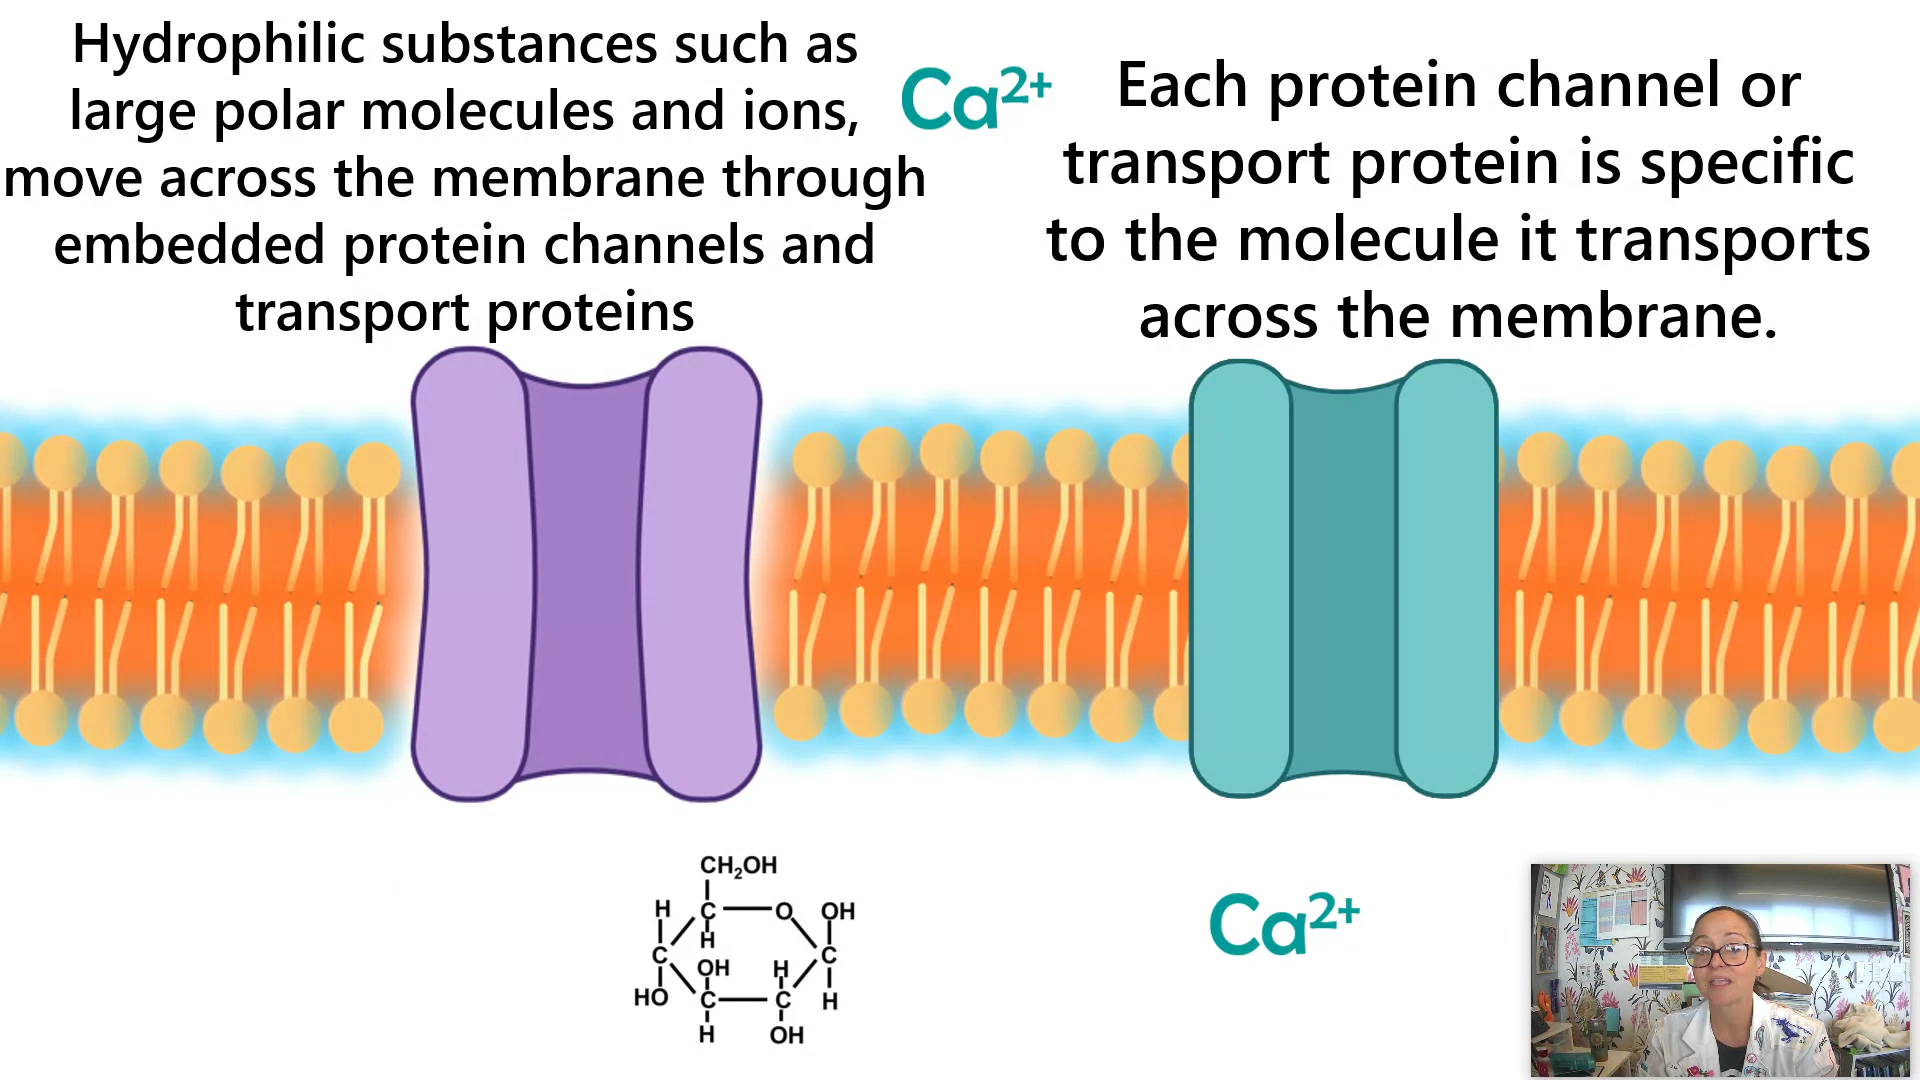 Hydrophilic substances such as
large polar molecules and ions,
move across the membrane through
embedded protein channels and
transport proteins
Ca²⁺
Each protein channel or
transport protein is specific
to the molecule it transports
across the membrane.
CH₂OH
H C O OH
H
C C
OH H
HO C C H
H OH
Ca²⁺